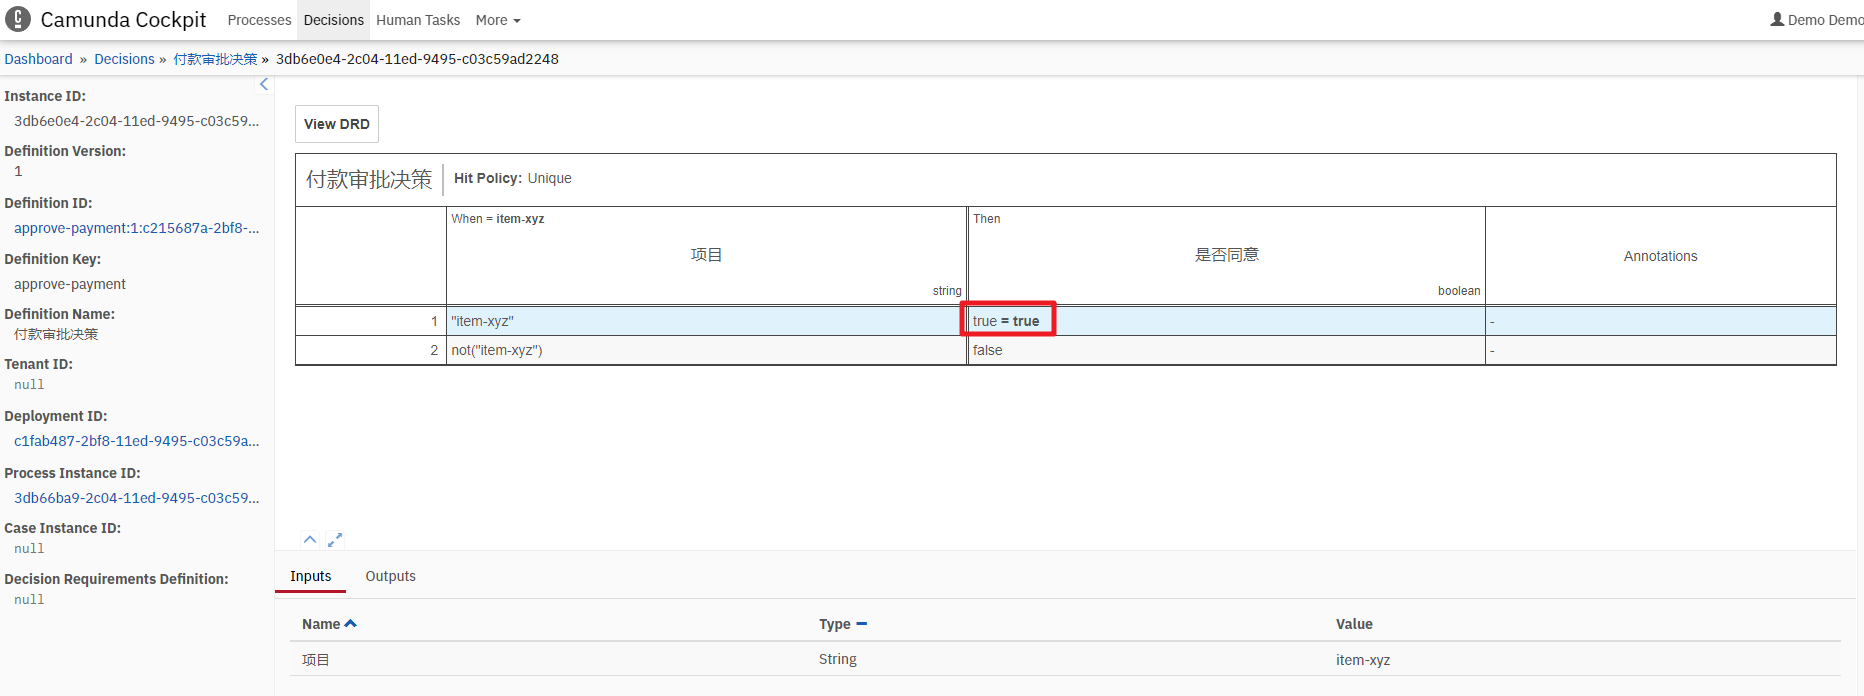 Camunda Cockpit Processes Decisions Human Tasks More Demo Demo
Dashboard » Decisions » 付款审批决策 » 3db6e0e4-2c04-11ed-9495-c03c59ad2248
Instance ID:
3db6e0e4-2c04-11ed-9495-c03c59...
Definition Version:
1
Definition ID:
approve-payment:1:c215687a-2bf8-...
Definition Key:
approve-payment
Definition Name:
付款审批决策
Tenant ID:
null
Deployment ID:
c1fab487-2bf8-11ed-9495-c03c59a...
Process Instance ID:
3db66ba9-2c04-11ed-9495-c03c59...
Case Instance ID:
null
Decision Requirements Definition:
null
View DRD
付款审批决策 Hit Policy: Unique
When = item-xyz Then
项目 是否同意 Annotations
string boolean
1 "item-xyz" true = true -
2 not("item-xyz") false -
Inputs Outputs
Name Type Value
项目 String item-xyz